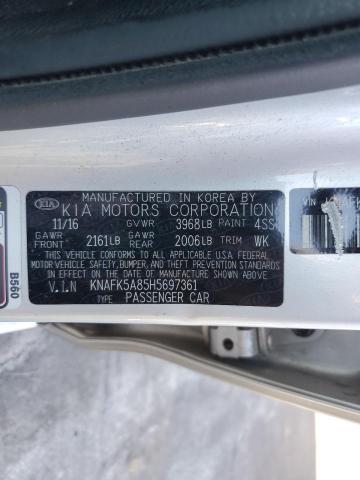 MANUFACTURED IN KOREA BY
KIA KIA MOTORS CORPORATION
11/16 GVWR 3968LB PAINT 4SS
GAWR FRONT 2161LB GAWR REAR 2006LB TRIM WK
THIS VEHICLE CONFORMS TO ALL APPLICABLE U.S.A FEDERAL
MOTOR VEHICLE SAFETY, BUMPER, AND THEFT PREVENTION STANDARDS
IN EFFECT ON THE DATE OF MANUFACTURE SHOWN ABOVE.
V.I.N KNAFK5A85H5697361
TYPE: PASSENGER CAR
B560
VIN